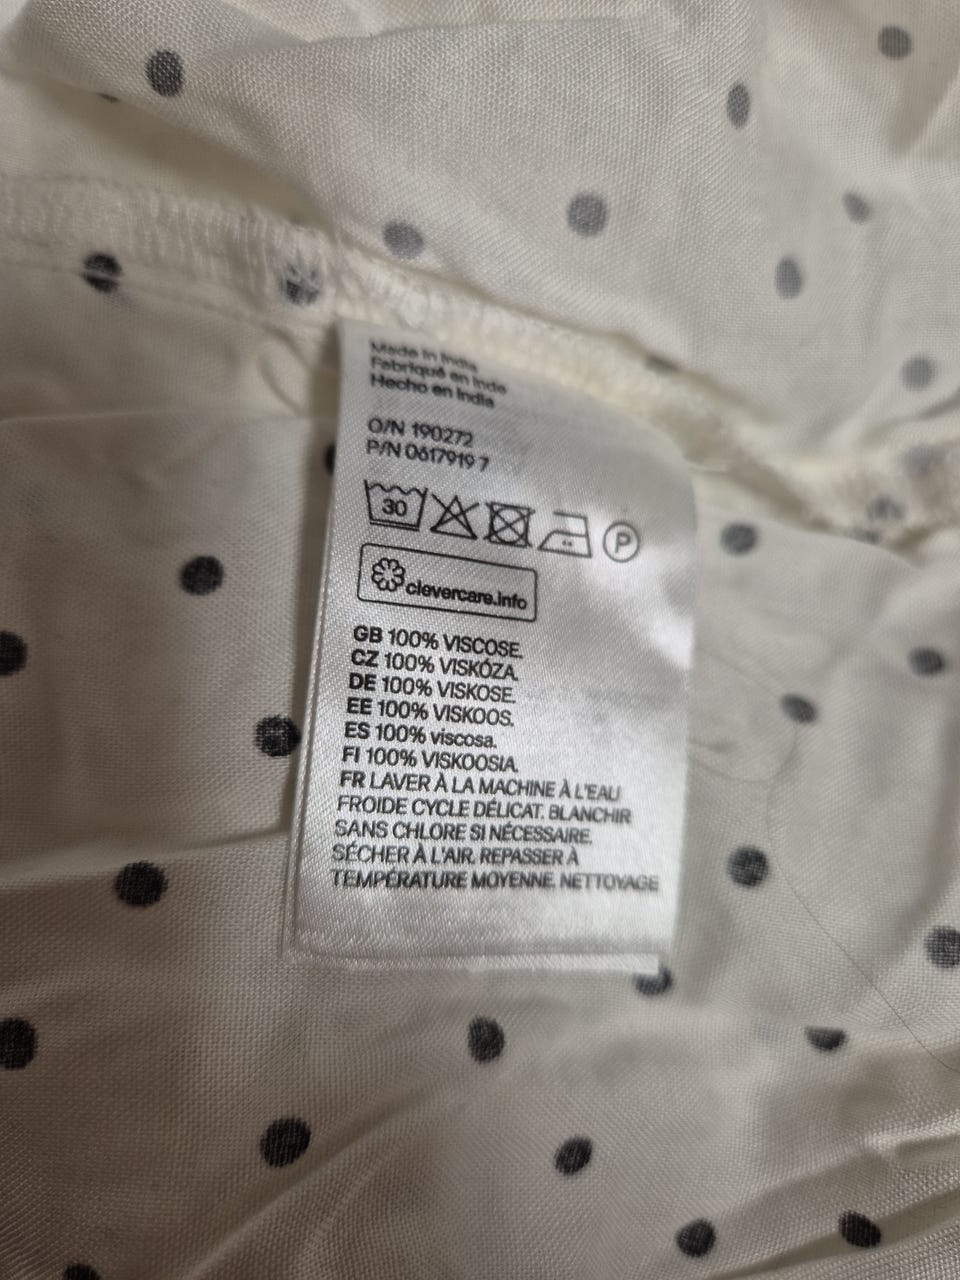 Made in India
Fabriqué en Inde
Hecho en India
O/N 190272
P/N 0617919 7
30
P
clevercare.info
GB 100% VISCOSE.
CZ 100% VISKÓZA.
DE 100% VISKOSE.
EE 100% VISKOOS.
ES 100% viscosa.
FI 100% VISKOOSIA.
FR LAVER À LA MACHINE À L'EAU
FROIDE CYCLE DÉLICAT. BLANCHIR
SANS CHLORE SI NÉCESSAIRE.
SÉCHER À L'AIR. REPASSER À
TEMPÉRATURE MOYENNE. NETTOYAGE